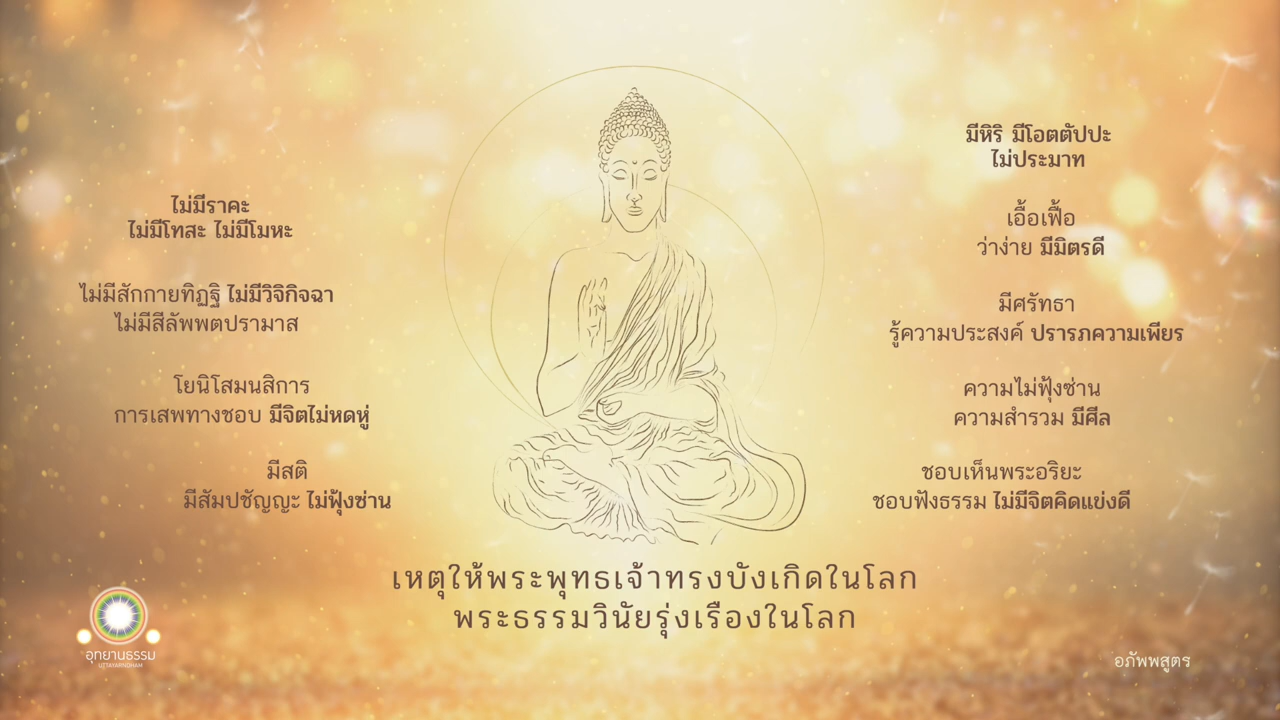 ไม่มีราคะ
ไม่มีโทสะ ไม่มีโมหะ
ไม่มีสักกายทิฏฐิ ไม่มีวิจิกิจฉา
ไม่มีสีลัพพตปรามาส
โยนิโสมนสิการ
การเสพทางชอบ มีจิตไม่หดหู่
มีสติ
มีสัมปชัญญะ ไม่ฟุ้งซ่าน
มีหิริ มีโอตตัปปะ
ไม่ประมาท
เอื้อเฟื้อ
ว่าง่าย มีมิตรดี
มีศรัทธา
รู้ความประสงค์ ปรารภความเพียร
ความไม่ฟุ้งซ่าน
ความสำรวม มีศีล
ชอบเห็นพระอริยะ
ชอบฟังธรรม ไม่มีจิตคิดแข่งดี
เหตุให้พระพุทธเจ้าทรงบังเกิดในโลก
พระธรรมวินัยรุ่งเรืองในโลก
อุทยานธรรม
UTTAYARNDHAM
อภัพพสูตร